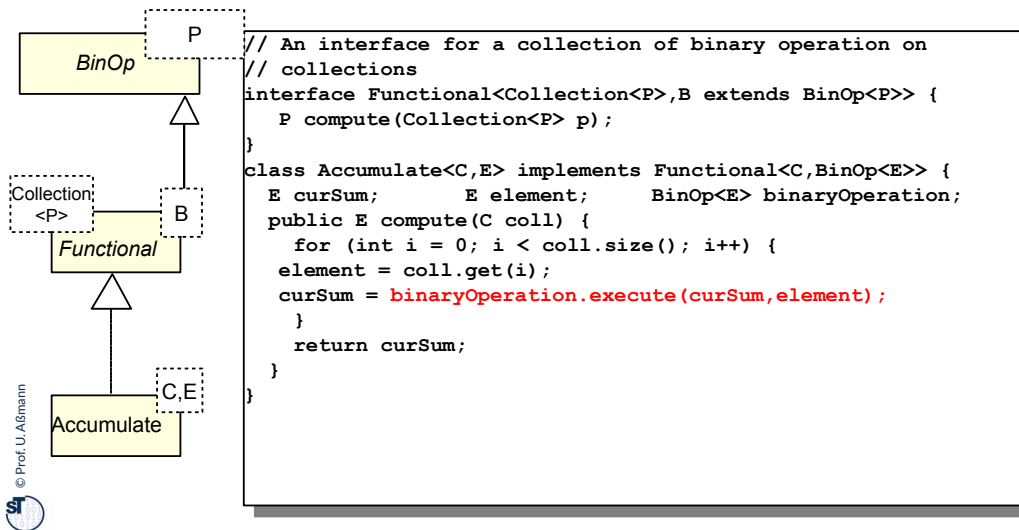 BinOp
P
Collection
<P>
B
Functional
C,E
Accumulate
// An interface for a collection of binary operation on
// collections
interface Functional<Collection<P>,B extends BinOp<P>> {
P compute(Collection<P> p);
}
class Accumulate<C,E> implements Functional<C,BinOp<E>> {
E curSum; E element; BinOp<E> binaryOperation;
public E compute(C coll) {
for (int i = 0; i < coll.size(); i++) {
element = coll.get(i);
curSum = binaryOperation.execute(curSum,element);
}
return curSum;
}
}
© Prof. U. Aßmann
ST